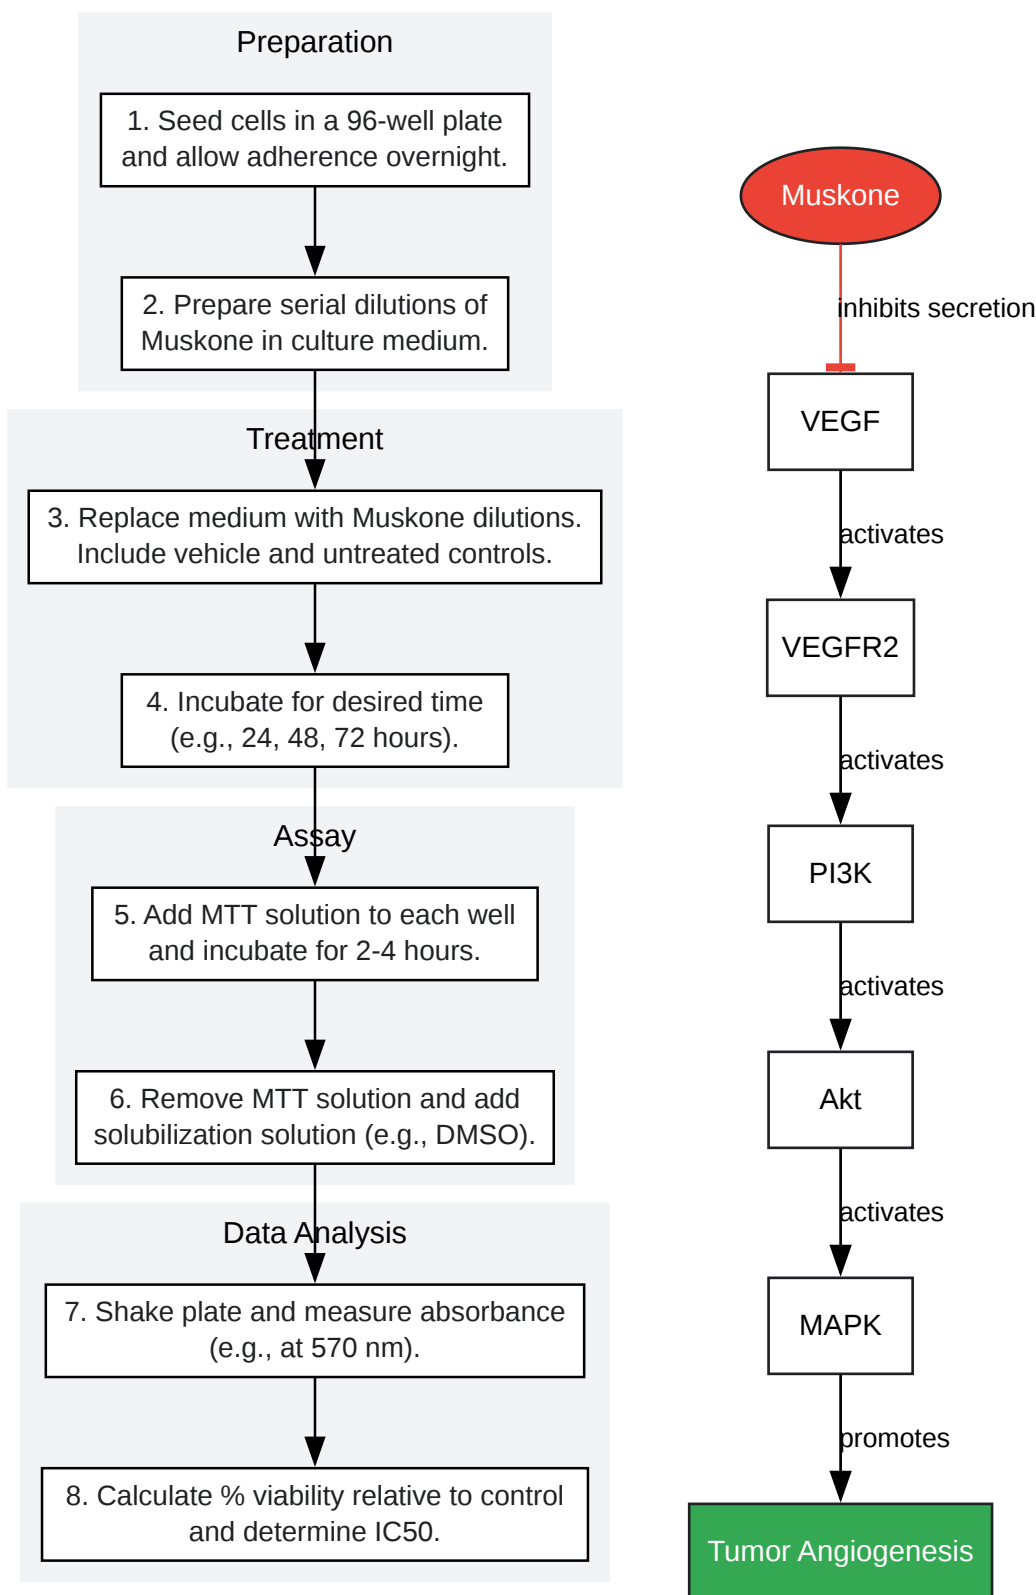 Preparation
1. Seed cells in a 96-well plate
and allow adherence overnight.
2. Prepare serial dilutions of
Muskone in culture medium.
Treatment
3. Replace medium with Muskone dilutions.
Include vehicle and untreated controls.
4. Incubate for desired time
(e.g., 24, 48, 72 hours).
Assay
5. Add MTT solution to each well
and incubate for 2-4 hours.
6. Remove MTT solution and add
solubilization solution (e.g., DMSO).
Data Analysis
7. Shake plate and measure absorbance
(e.g., at 570 nm).
8. Calculate % viability relative to control
and determine IC50.
Muskone
inhibits secretion
VEGF
activates
VEGFR2
activates
PI3K
activates
Akt
activates
MAPK
promotes
Tumor Angiogenesis